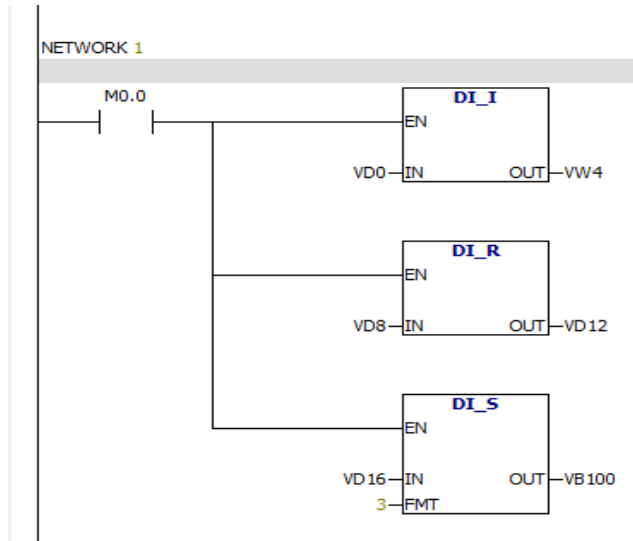 NETWORK 1
M0.0
DI_I
EN
VD0 IN OUT VW4
DI_R
EN
VD8 IN OUT VD12
DI_S
EN
VD16 IN OUT VB100
3 FMT